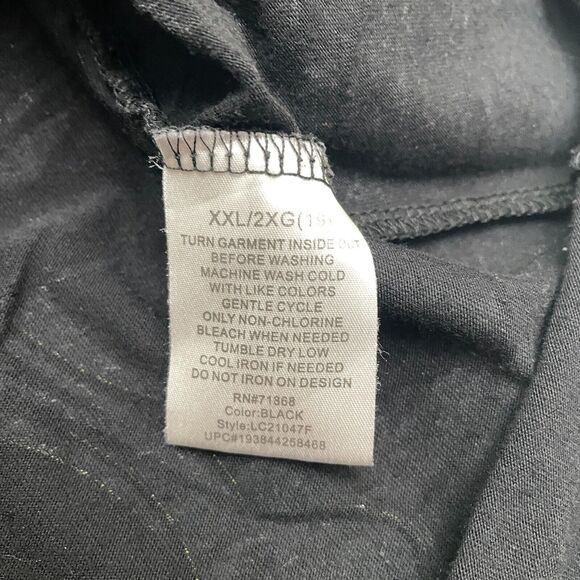 XXL/2XG(19)
TURN GARMENT INSIDE OUT
BEFORE WASHING
MACHINE WASH COLD
WITH LIKE COLORS
GENTLE CYCLE
ONLY NON-CHLORINE
BLEACH WHEN NEEDED
TUMBLE DRY LOW
COOL IRON IF NEEDED
DO NOT IRON ON DESIGN
RN#71868
Color:BLACK
Style:LC21047F
UPC#193844258468